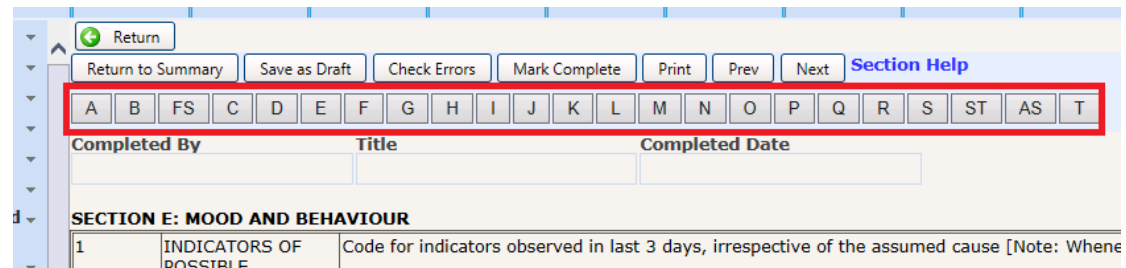 Return
Return to Summary Save as Draft Check Errors Mark Complete Print Prev Next Section Help
A B FS C D E F G H I J K L M N O P Q R S ST AS T
Completed By Title Completed Date
d
SECTION E: MOOD AND BEHAVIOUR
1 INDICATORS OF Code for indicators observed in last 3 days, irrespective of the assumed cause [Note: Whene
POSSIBLE